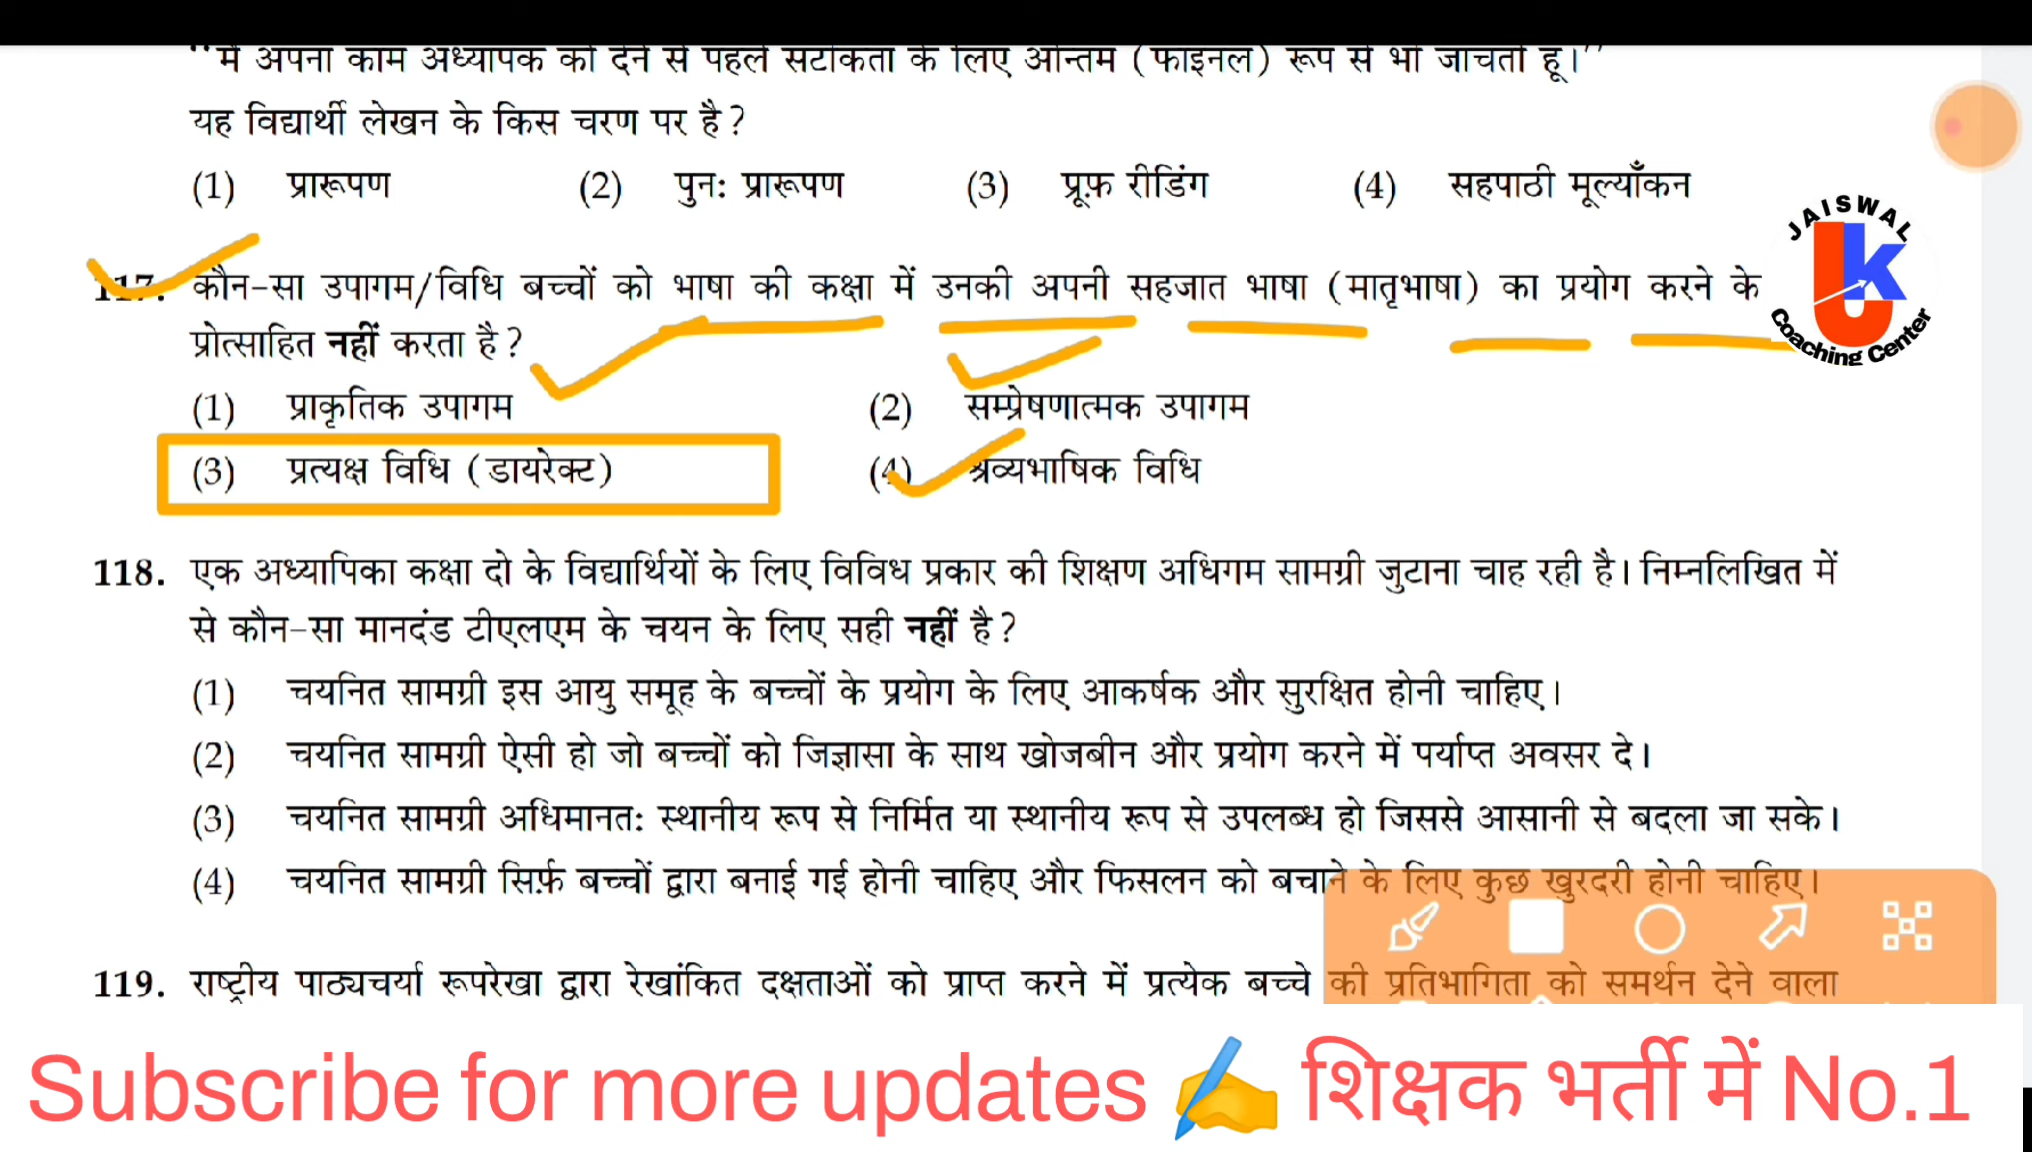 "मैं अपना काम अध्यापक को देने से पहले सटीकता के लिए अन्तिम (फाइनल) रूप से भी जाँचता हूँ।"
यह विद्यार्थी लेखन के किस चरण पर है?
(1) प्रारूपण (2) पुनः प्रारूपण (3) प्रूफ़ रीडिंग (4) सहपाठी मूल्याँकन
JAISWAL
Uk
Coaching Center
117. कौन-सा उपागम/विधि बच्चों को भाषा की कक्षा में उनकी अपनी सहजात भाषा (मातृभाषा) का प्रयोग करने के
प्रोत्साहित नहीं करता है?
(1) प्राकृतिक उपागम (2) सम्प्रेषणात्मक उपागम
(3) प्रत्यक्ष विधि (डायरेक्ट) (4) श्रव्यभाषिक विधि
118. एक अध्यापिका कक्षा दो के विद्यार्थियों के लिए विविध प्रकार की शिक्षण अधिगम सामग्री जुटाना चाह रही है। निम्नलिखित में
से कौन-सा मानदंड टीएलएम के चयन के लिए सही नहीं है?
(1) चयनित सामग्री इस आयु समूह के बच्चों के प्रयोग के लिए आकर्षक और सुरक्षित होनी चाहिए।
(2) चयनित सामग्री ऐसी हो जो बच्चों को जिज्ञासा के साथ खोजबीन और प्रयोग करने में पर्याप्त अवसर दे।
(3) चयनित सामग्री अधिमानतः स्थानीय रूप से निर्मित या स्थानीय रूप से उपलब्ध हो जिससे आसानी से बदला जा सके।
(4) चयनित सामग्री सिर्फ़ बच्चों द्वारा बनाई गई होनी चाहिए और फिसलन को बचाने के लिए कुछ खुरदरी होनी चाहिए।
119. राष्ट्रीय पाठ्यचर्या रूपरेखा द्वारा रेखांकित दक्षताओं को प्राप्त करने में प्रत्येक बच्चे की प्रतिभागिता को समर्थन देने वाला
Subscribe for more updates ✍️ शिक्षक भर्ती में No.1